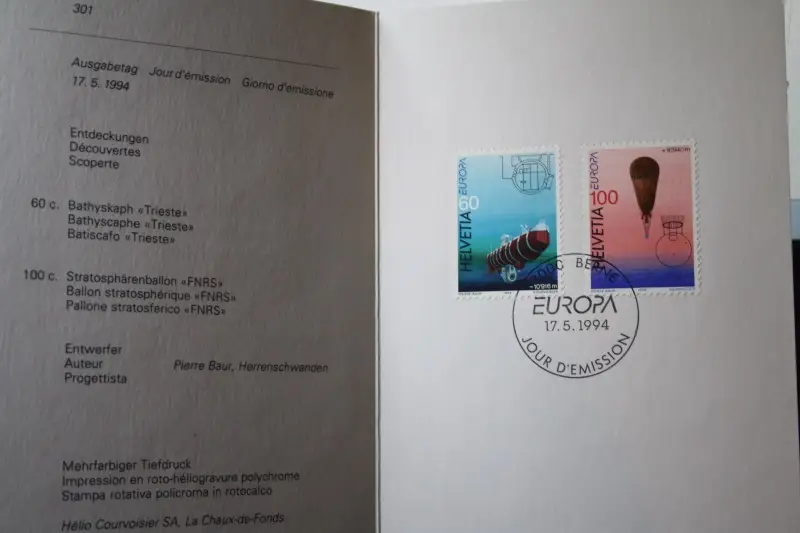 301
Ausgabetag Jour d'émission Giorno d'emissione
17. 5. 1994
Entdeckungen
Découvertes
Scoperte
60 c. Bathyskaph «Trieste»
Bathyscaphe «Trieste»
Batiscafo «Trieste»
100 c. Stratosphärenballon «FNRS»
Ballon stratosphérique «FNRS»
Pallone stratosferico «FNRS»
Entwerfer
Auteur Pierre Baur, Herrenschwanden
Progettista
Mehrfarbiger Tiefdruck
Impression en roto-héliogravure polychrome
Stampa rotativa policroma in rotocalco
Hélio Courvoisier SA, La Chaux-de-Fonds
EUROPA
60
HELVETIA
EUROPA
100
HELVETIA
BERNE
EUROPA
17.5.1994
JOUR D'EMISSION